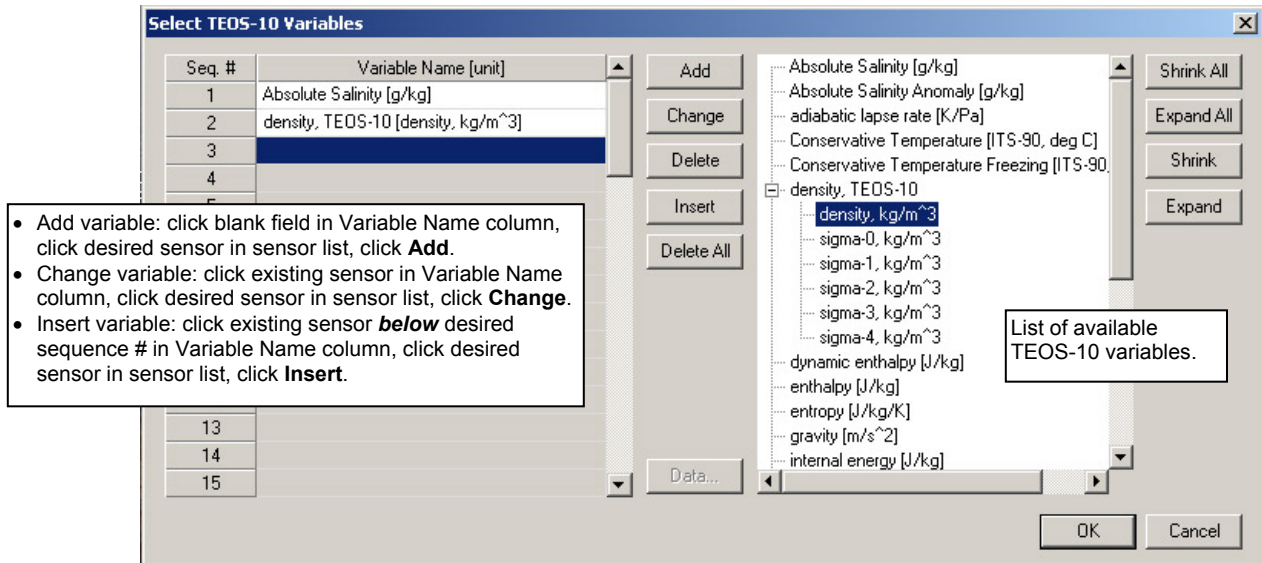 Select TEOS-10 Variables
Seq. #
Variable Name [unit]
1
Absolute Salinity [g/kg]
2
density, TEOS-10 [density, kg/m^3]
3
4
13
14
15
Add
Change
Delete
Insert
Delete All
Data...
Absolute Salinity [g/kg]
Absolute Salinity Anomaly [g/kg]
adiabatic lapse rate [K/Pa]
Conservative Temperature [ITS-90, deg C]
Conservative Temperature Freezing [ITS-90,
density, TEOS-10
density, kg/m^3
sigma-0, kg/m^3
sigma-1, kg/m^3
sigma-2, kg/m^3
sigma-3, kg/m^3
sigma-4, kg/m^3
dynamic enthalpy [J/kg]
enthalpy [J/kg]
entropy [J/kg/K]
gravity [m/s^2]
internal energy [J/kg]
Shrink All
Expand All
Shrink
Expand
• Add variable: click blank field in Variable Name column,
click desired sensor in sensor list, click Add.
• Change variable: click existing sensor in Variable Name
column, click desired sensor in sensor list, click Change.
• Insert variable: click existing sensor below desired
sequence # in Variable Name column, click desired
sensor in sensor list, click Insert.
List of available
TEOS-10 variables.
OK
Cancel